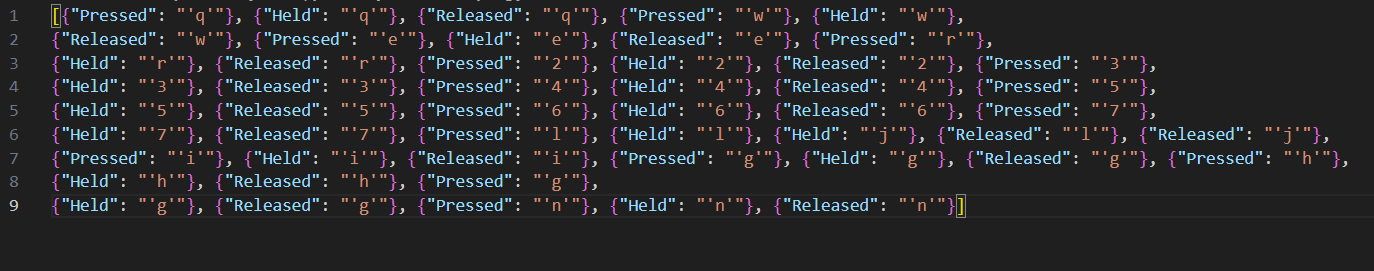 1 [{"Pressed": "'q'"}, {"Held": "'q'"}, {"Released": "'q'"}, {"Pressed": "'w'"}, {"Held": "'w'"},
2 {"Released": "'w'"}, {"Pressed": "'e'"}, {"Held": "'e'"}, {"Released": "'e'"}, {"Pressed": "'r'"},
3 {"Held": "'r'"}, {"Released": "'r'"}, {"Pressed": "'2'"}, {"Held": "'2'"}, {"Released": "'2'"}, {"Pressed": "'3'"},
4 {"Held": "'3'"}, {"Released": "'3'"}, {"Pressed": "'4'"}, {"Held": "'4'"}, {"Released": "'4'"}, {"Pressed": "'5'"},
5 {"Held": "'5'"}, {"Released": "'5'"}, {"Pressed": "'6'"}, {"Held": "'6'"}, {"Released": "'6'"}, {"Pressed": "'7'"},
6 {"Held": "'7'"}, {"Released": "'7'"}, {"Pressed": "'l'"}, {"Held": "'l'"}, {"Held": "'j'"}, {"Released": "'l'"}, {"Released": "'j'"},
7 {"Pressed": "'i'"}, {"Held": "'i'"}, {"Released": "'i'"}, {"Pressed": "'g'"}, {"Held": "'g'"}, {"Released": "'g'"}, {"Pressed": "'h'"},
8 {"Held": "'h'"}, {"Released": "'h'"}, {"Pressed": "'g'"},
9 {"Held": "'g'"}, {"Released": "'g'"}, {"Pressed": "'n'"}, {"Held": "'n'"}, {"Released": "'n'"}]